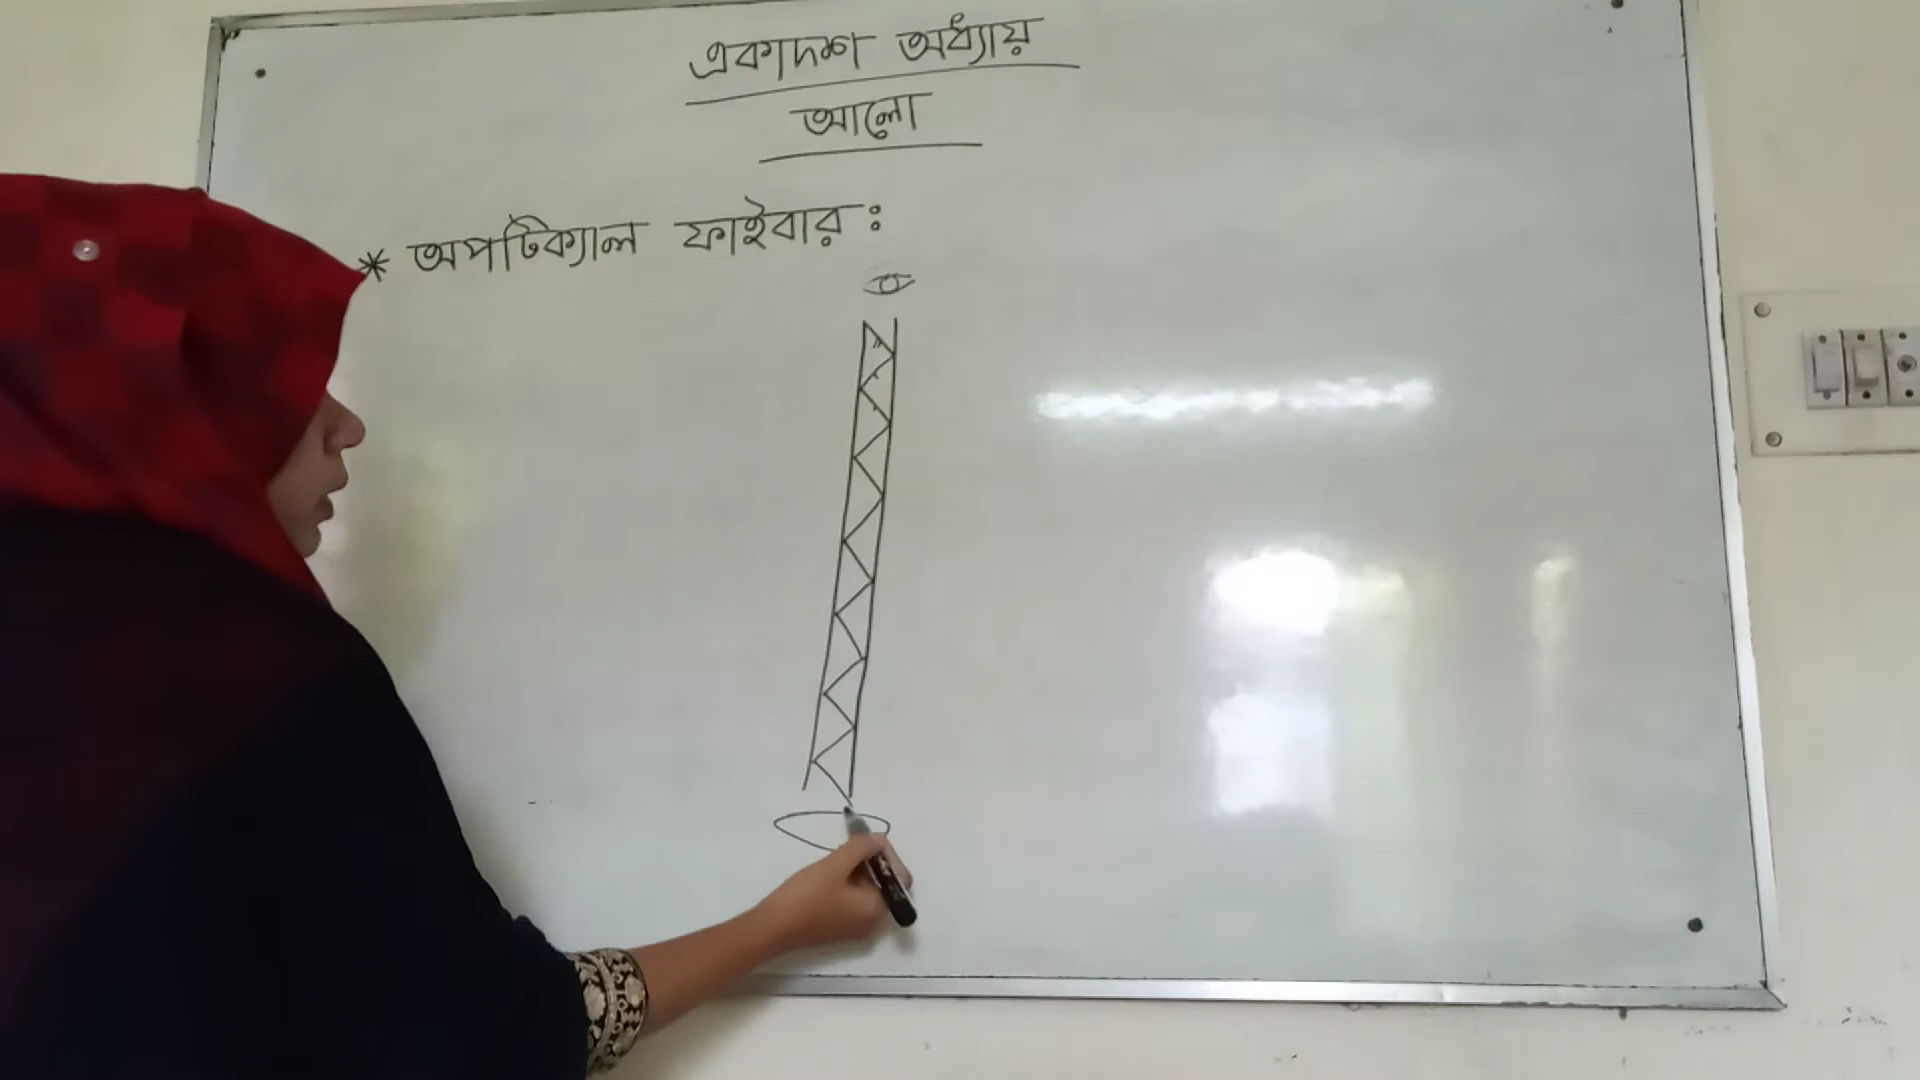 একাদশ অধ্যায়
আলো
* অপটিক্যাল ফাইবার :